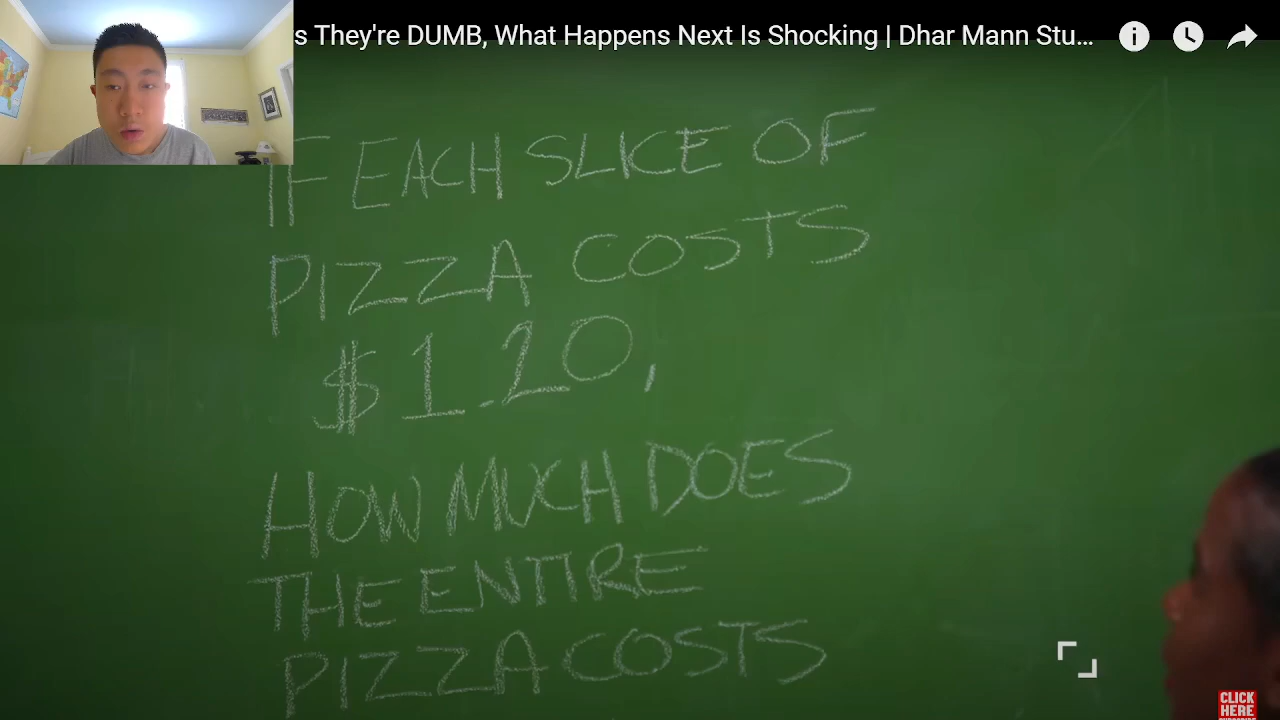 s They're DUMB, What Happens Next Is Shocking | Dhar Mann Stu...
IF EACH SLICE OF
PIZZA COSTS
$1.20,
HOW MUCH DOES
THE ENTIRE
PIZZA COSTS
CLICK
HERE
SUBSCRIBE